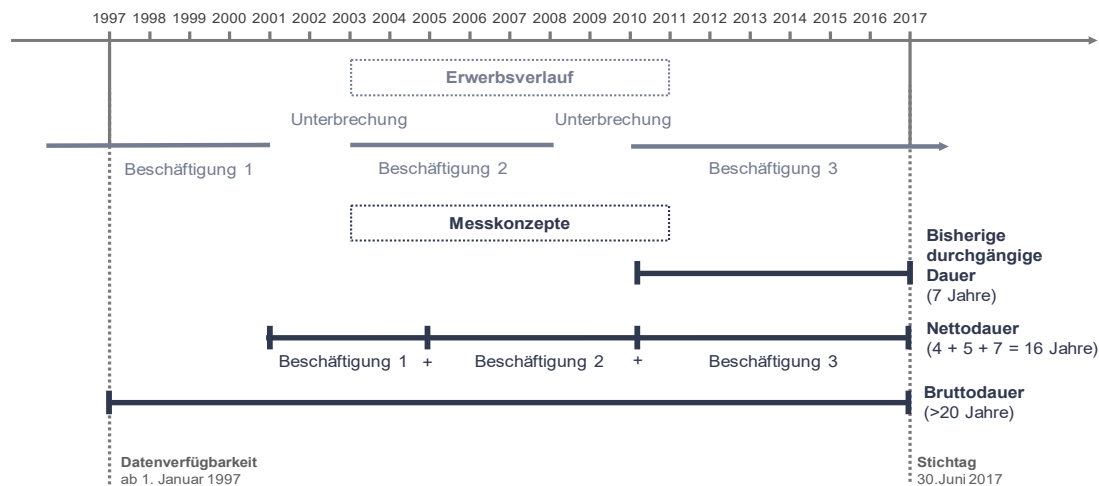 1997 1998 1999 2000 2001 2002 2003 2004 2005 2006 2007 2008 2009 2010 2011 2012 2013 2014 2015 2016 2017
Erwerbsverlauf
Unterbrechung Unterbrechung
Beschäftigung 1 Beschäftigung 2 Beschäftigung 3
Messkonzepte
Bisherige
durchgängige
Dauer
(7 Jahre)
Nettodauer
(4 + 5 + 7 = 16 Jahre)
Beschäftigung 1 + Beschäftigung 2 + Beschäftigung 3
Bruttodauer
(>20 Jahre)
Datenverfügbarkeit
ab 1. Januar 1997
Stichtag
30.Juni 2017